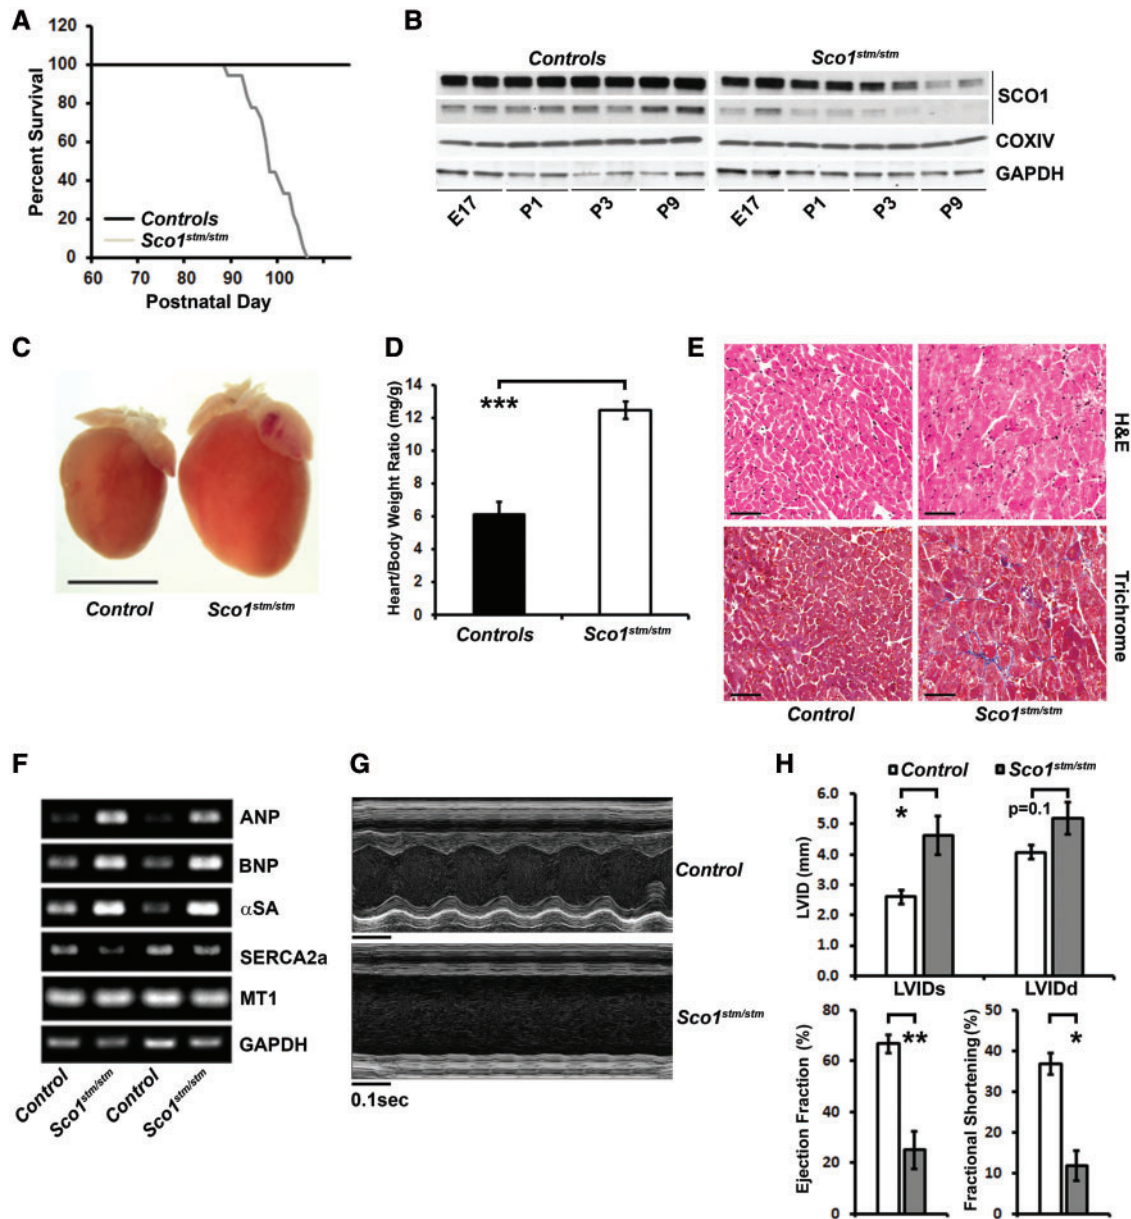 A
120
100
80
60
40
20
0
Percent Survival
Controls
Sco1stm/stm
60 70 80 90 100
Postnatal Day
B
Controls Sco1stm/stm
SCO1
COXIV
GAPDH
E17 P1 P3 P9 E17 P1 P3 P9
C
Control Sco1stm/stm
D
Heart/Body Weight Ratio (mg/g)
14
12
10
8
6
4
2
0
***
Controls Sco1stm/stm
E
H&E
Trichrome
Control Sco1stm/stm
F
ANP
BNP
αSA
SERCA2a
MT1
GAPDH
Control Sco1stm/stm Control Sco1stm/stm
G
Control
Sco1stm/stm
0.1sec
H
Control Sco1stm/stm
LVID (mm)
6.0
5.0
4.0
3.0
2.0
1.0
0.0
* p=0.1
LVIDs LVIDd
Ejection Fraction (%)
80
60
40
20
0
**
Fractional Shortening(%)
50
40
30
20
10
0
*